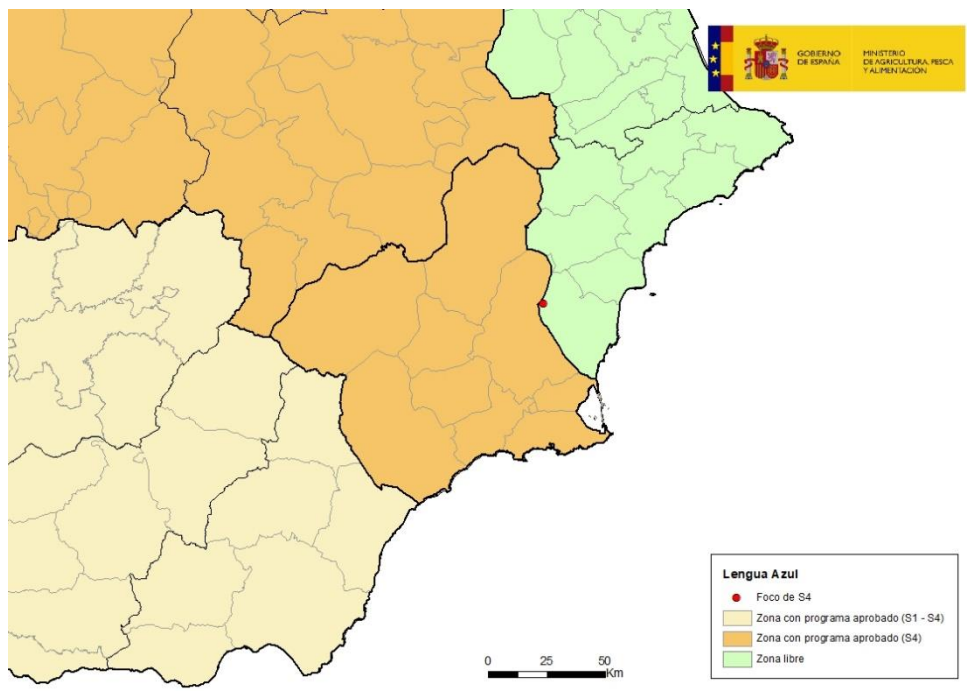 GOBIERNO
DE ESPAÑA
MINISTERIO
DE AGRICULTURA, PESCA
Y ALIMENTACIÓN
Lengua Azul
Foco de S4
Zona con programa aprobado (S1 - S4)
Zona con programa aprobado (S4)
Zona libre
0 25 50
Km